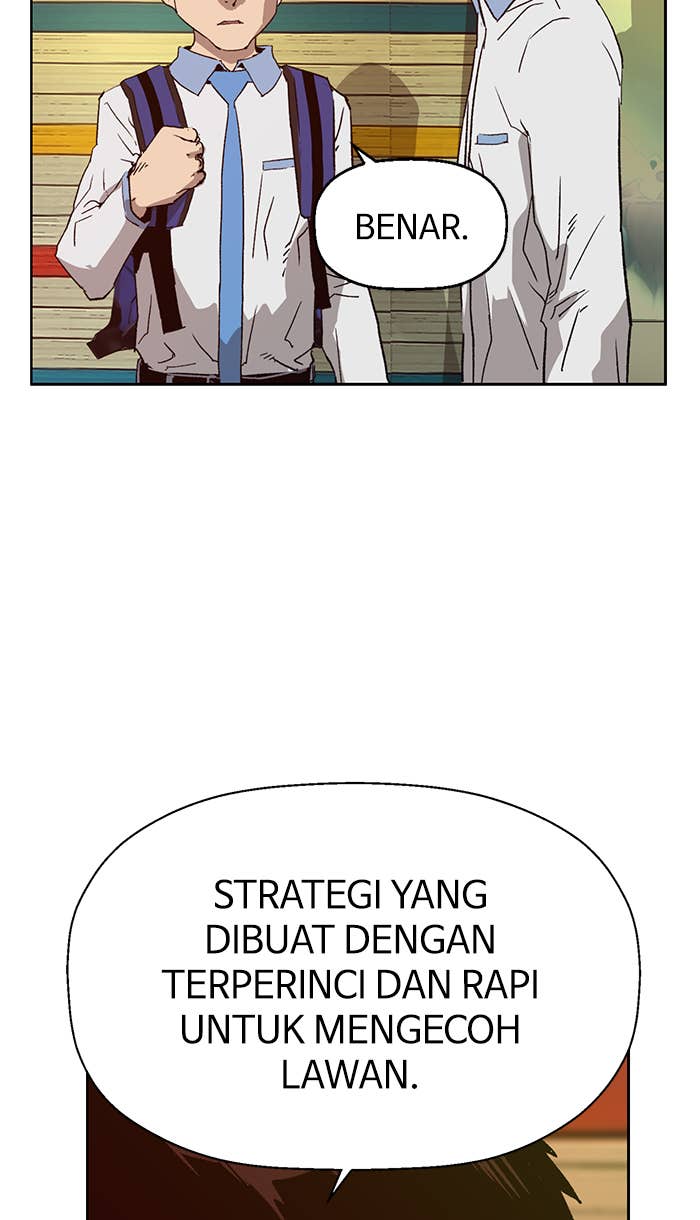 BENAR.
STRATEGI YANG
DIBUAT DENGAN
TERPERINCI DAN RAPI
UNTUK MENGECOH
LAWAN.